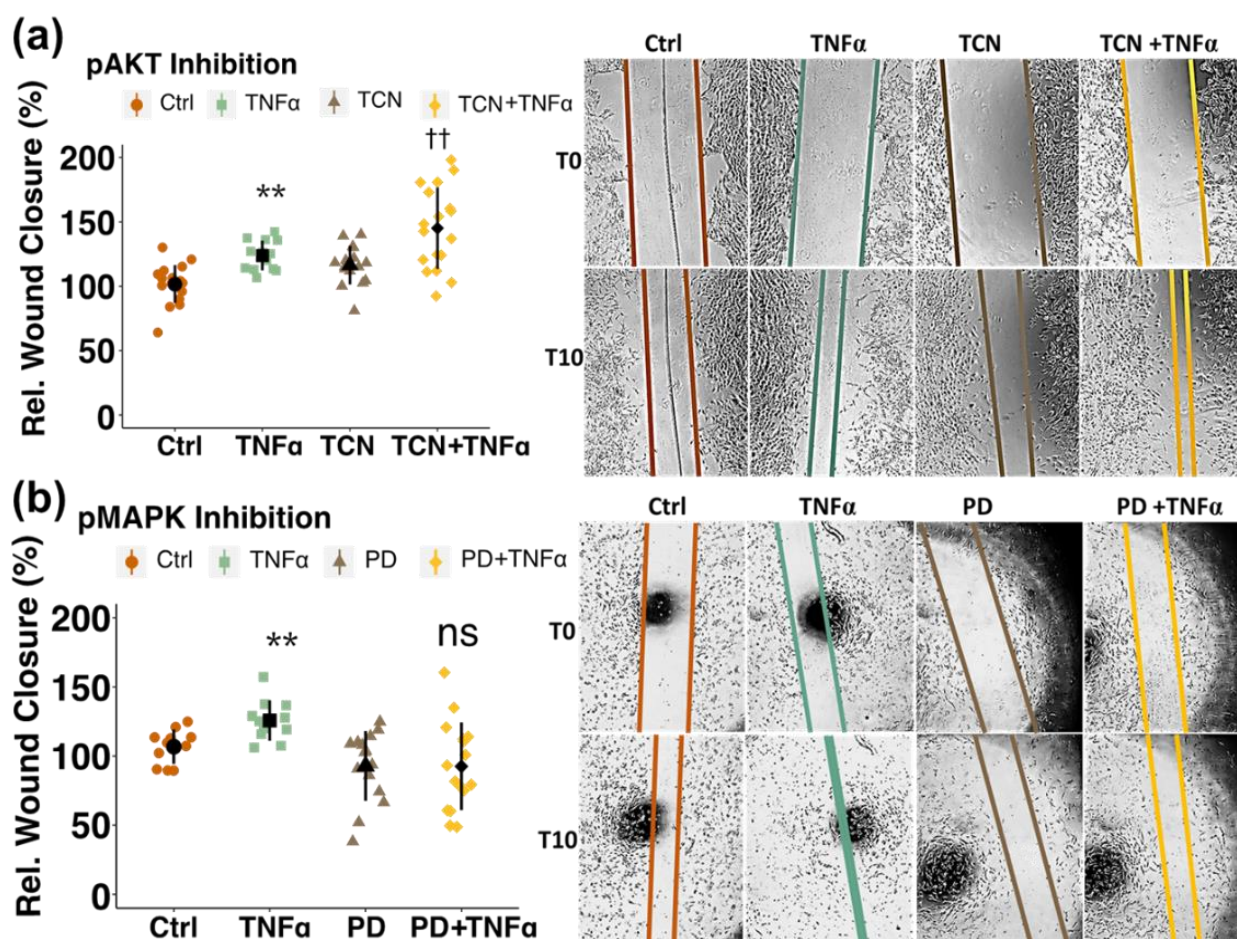 (a)
pAKT Inhibition
Ctrl TNFα TCN TCN+TNFα
Rel. Wound Closure (%)
200
150
100
50
0
**
††
Ctrl TNFα TCN TCN+TNFα
Ctrl TNFα TCN TCN +TNFα
T0
T10
(b)
pMAPK Inhibition
Ctrl TNFα PD PD+TNFα
Rel. Wound Closure (%)
200
150
100
50
0
**
ns
Ctrl TNFα PD PD+TNFα
Ctrl TNFα PD PD +TNFα
T0
T10